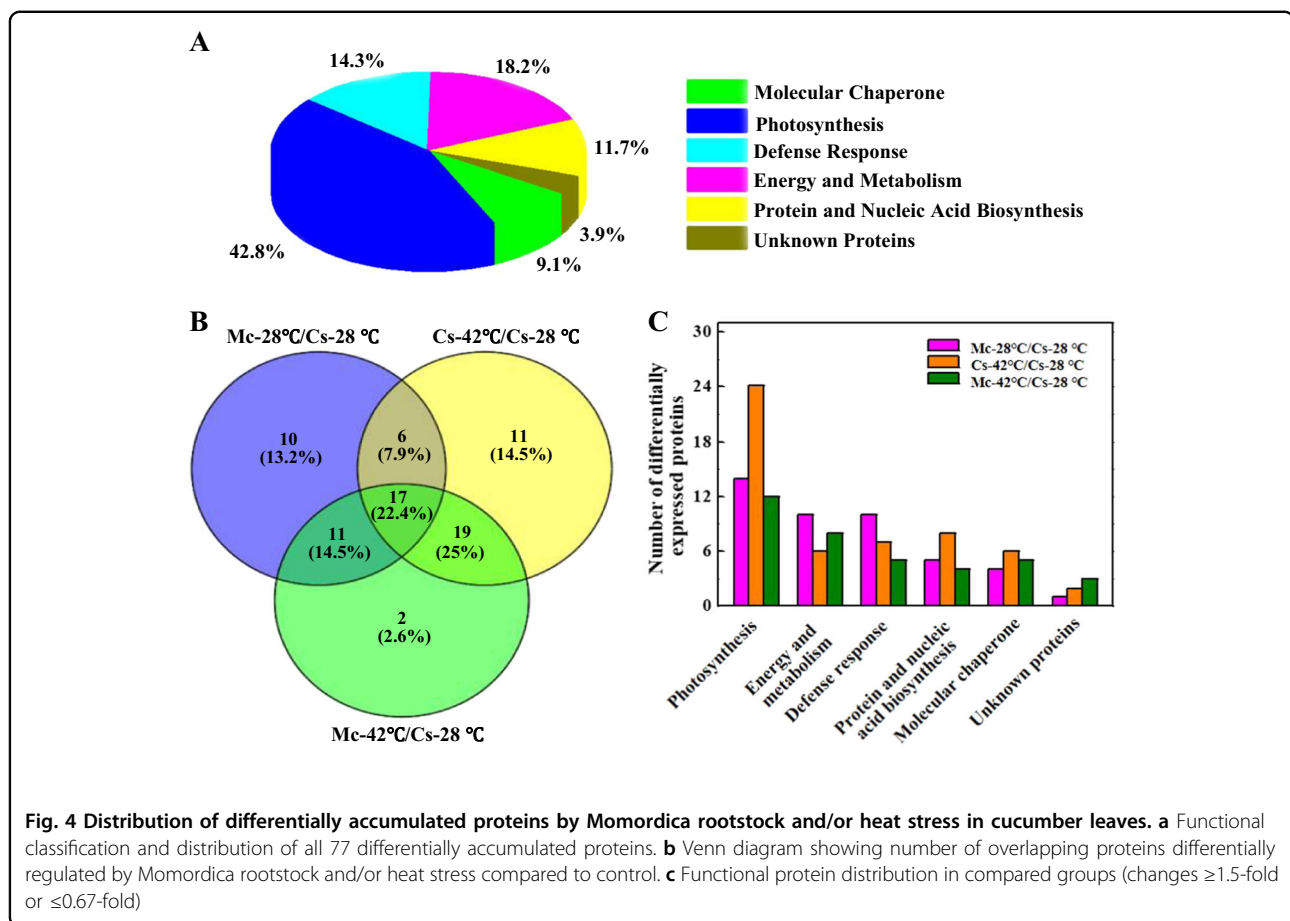 A
14.3%
18.2%
11.7%
3.9%
9.1%
42.8%
Molecular Chaperone
Photosynthesis
Defense Response
Energy and Metabolism
Protein and Nucleic Acid Biosynthesis
Unknown Proteins
B
Mc-28℃/Cs-28 ℃
Cs-42℃/Cs-28 ℃
10
(13.2%)
6
(7.9%)
11
(14.5%)
17
(22.4%)
11
(14.5%)
19
(25%)
2
(2.6%)
Mc-42℃/Cs-28 ℃
C
Number of differentially
expressed proteins
30
24
18
12
6
0
Mc-28°C/Cs-28 °C
Cs-42°C/Cs-28 °C
Mc-42°C/Cs-28 °C
Photosynthesis
Energy and
metabolism
Defense response
Protein and nucleic
acid biosynthesis
Molecular chaperone
Unknown proteins
Fig. 4 Distribution of differentially accumulated proteins by Momordica rootstock and/or heat stress in cucumber leaves. a Functional
classification and distribution of all 77 differentially accumulated proteins. b Venn diagram showing number of overlapping proteins differentially
regulated by Momordica rootstock and/or heat stress compared to control. c Functional protein distribution in compared groups (changes ≥1.5-fold
or ≤0.67-fold)